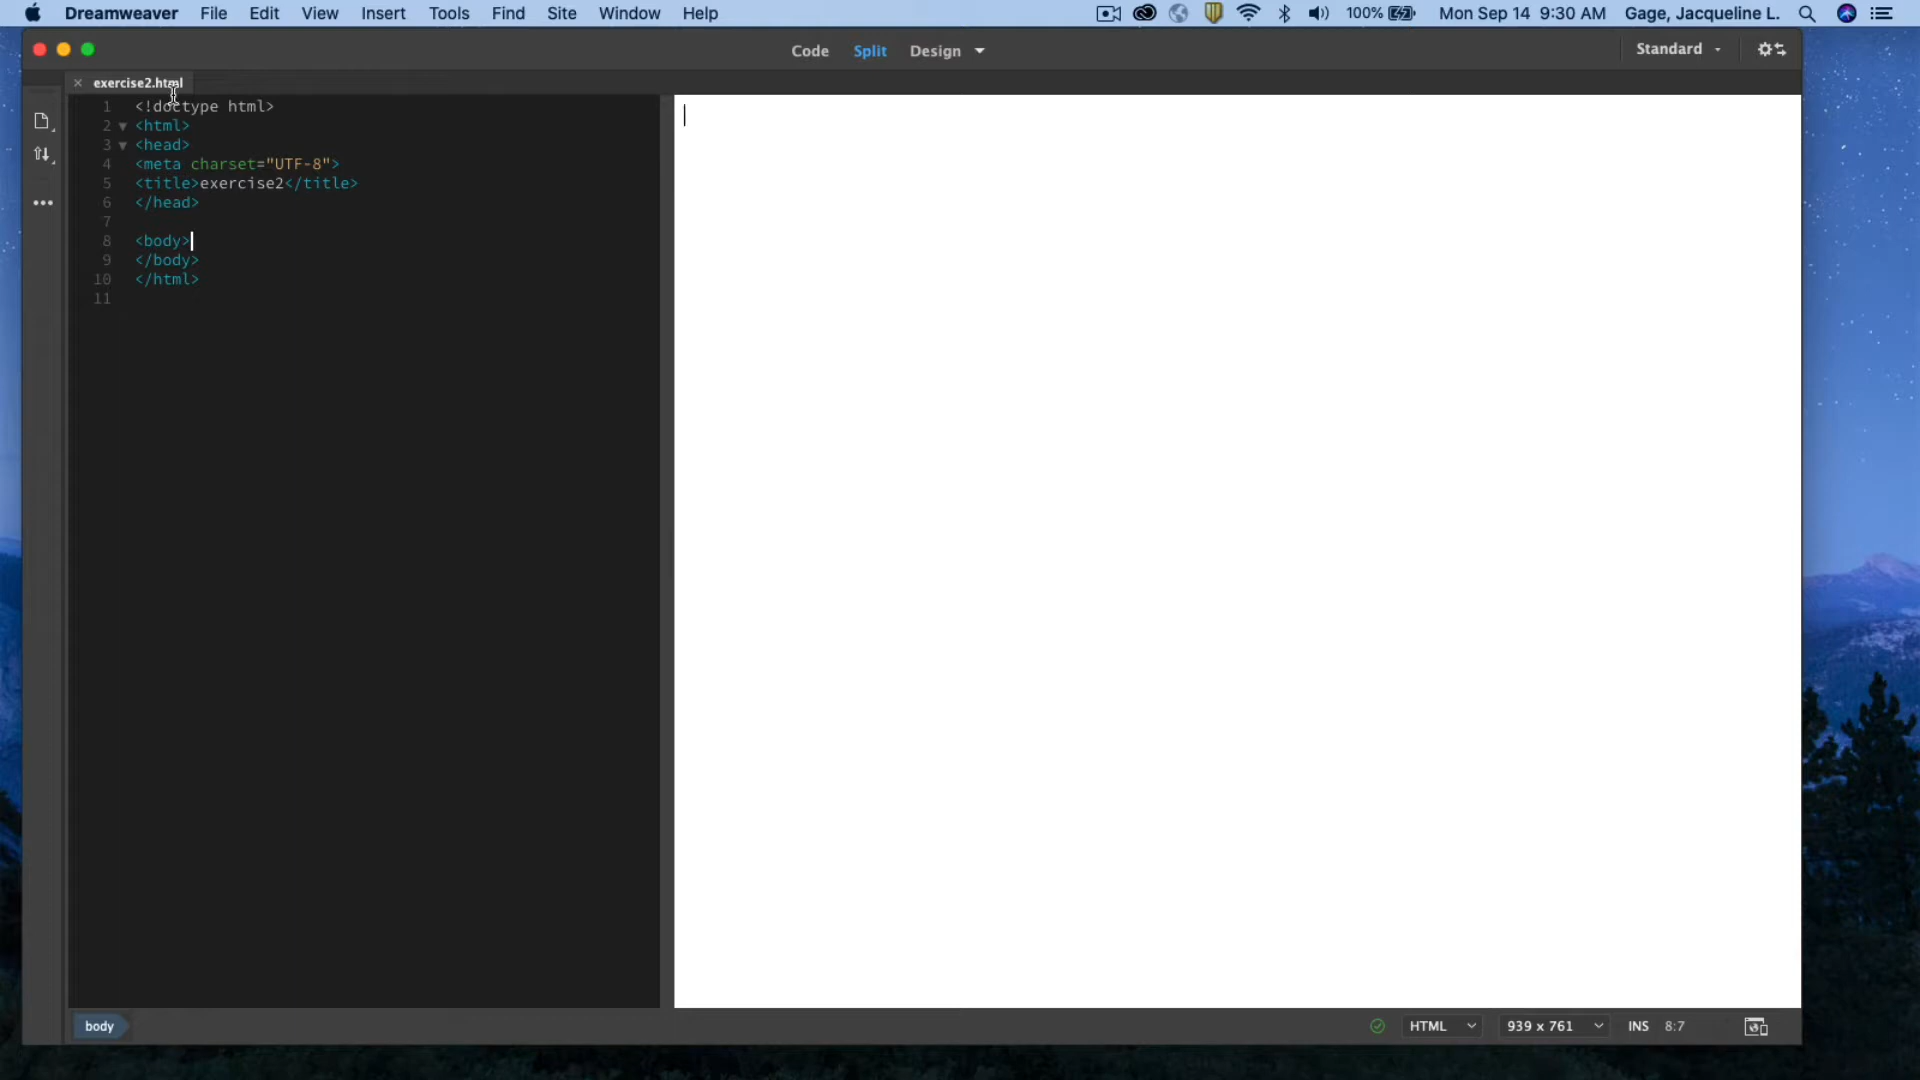 Dreamweaver File Edit View Insert Tools Find Site Window Help 100% Mon Sep 14 9:30 AM Gage, Jacqueline L.
Code Split Design Standard
exercise2.html
1 <!doctype html>
2 <html>
3 <head>
4 <meta charset="UTF-8">
5 <title>exercise2</title>
6 </head>
7
8 <body>
9 </body>
10 </html>
11
body HTML 939 x 761 INS 8:7